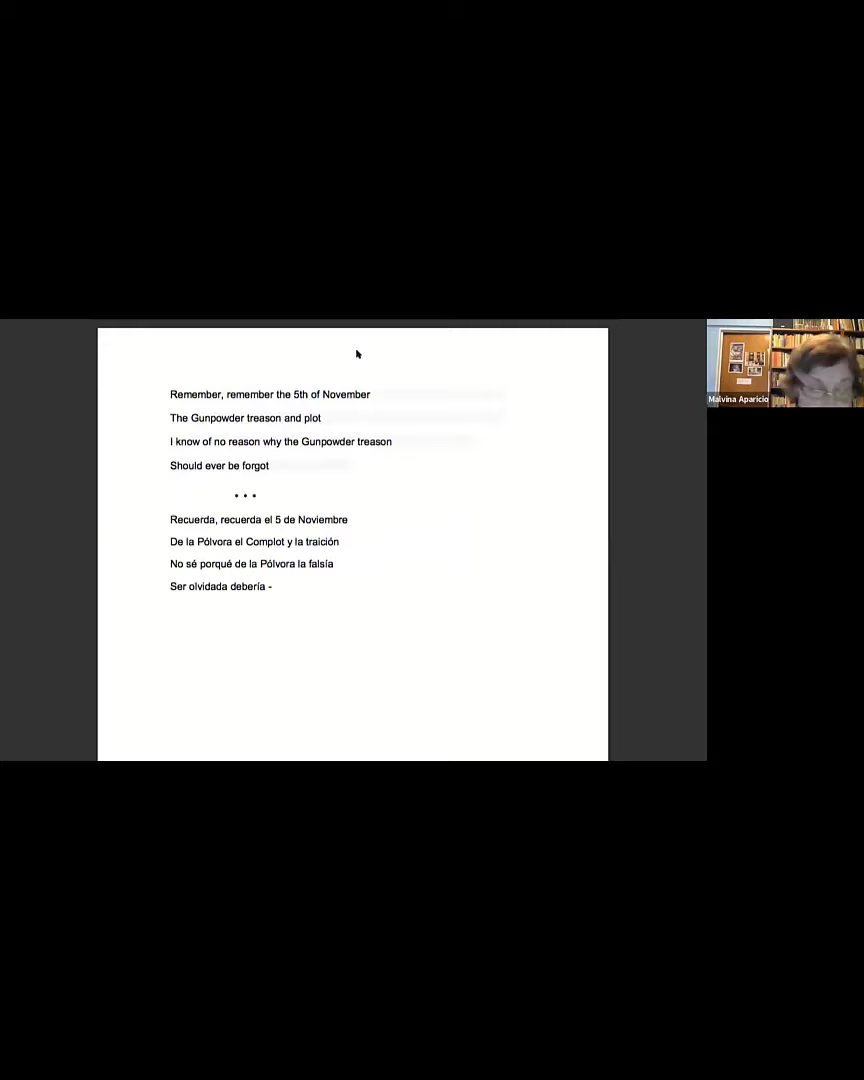 Remember, remember the 5th of November
The Gunpowder treason and plot
I know of no reason why the Gunpowder treason
Should ever be forgot
• • •
Recuerda, recuerda el 5 de Noviembre
De la Pólvora el Complot y la traición
No sé porqué de la Pólvora la falsía
Ser olvidada debería -
Malvina Aparicio